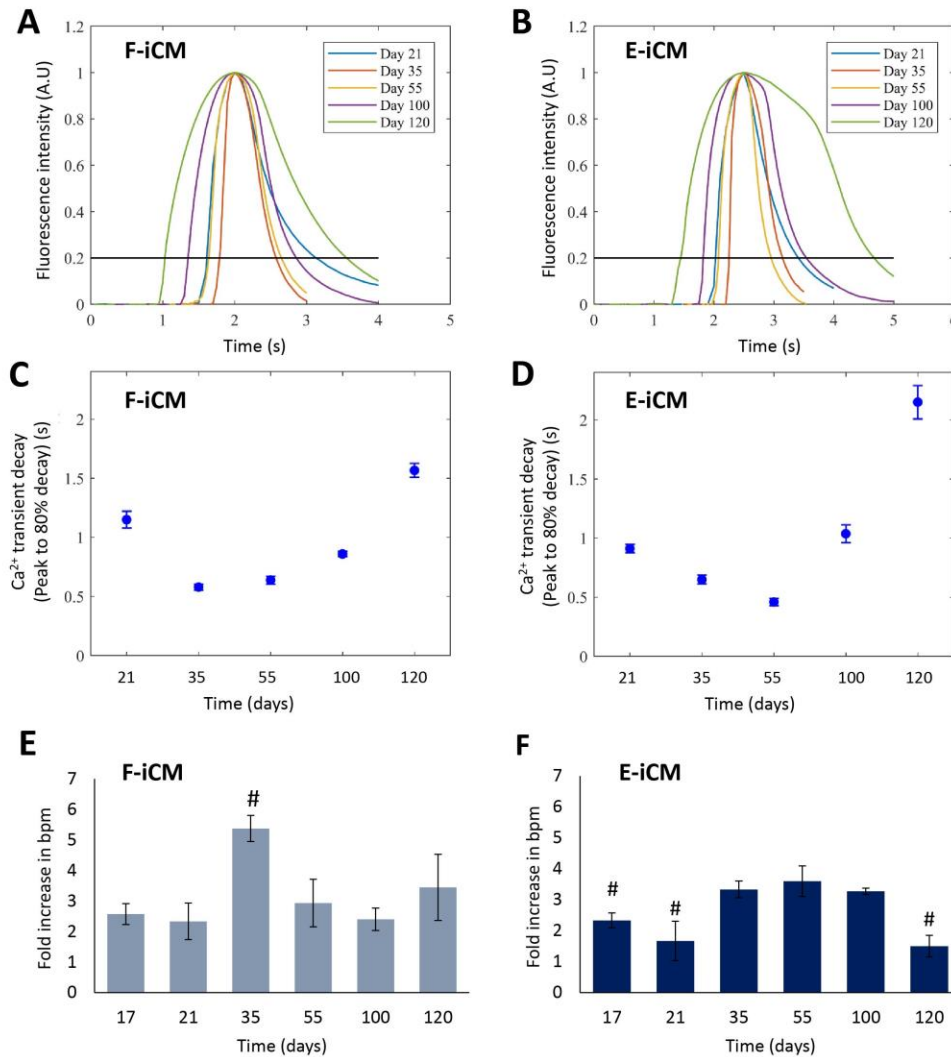 A
F-iCM
1.2
1
0.8
0.6
0.4
0.2
0
Fluorescence intensity (A.U)
Day 21
Day 35
Day 55
Day 100
Day 120
0 1 2 3 4 5
Time (s)
B
E-iCM
1.2
1
0.8
0.6
0.4
0.2
0
Fluorescence intensity (A.U)
Day 21
Day 35
Day 55
Day 100
Day 120
0 1 2 3 4 5 6
Time (s)
C
F-iCM
2
1.5
1
0.5
0
Ca²⁺ transient decay
(Peak to 80% decay) (s)
21 35 55 100 120
Time (days)
D
E-iCM
2
1.5
1
0.5
0
Ca²⁺ transient decay
(Peak to 80% decay) (s)
21 35 55 100 120
Time (days)
E
F-iCM
7
6
5
4
3
2
1
0
Fold increase in bpm
#
17 21 35 55 100 120
Time (days)
F
E-iCM
7
6
5
4
3
2
1
0
Fold increase in bpm
# # #
17 21 35 55 100 120
Time (days)